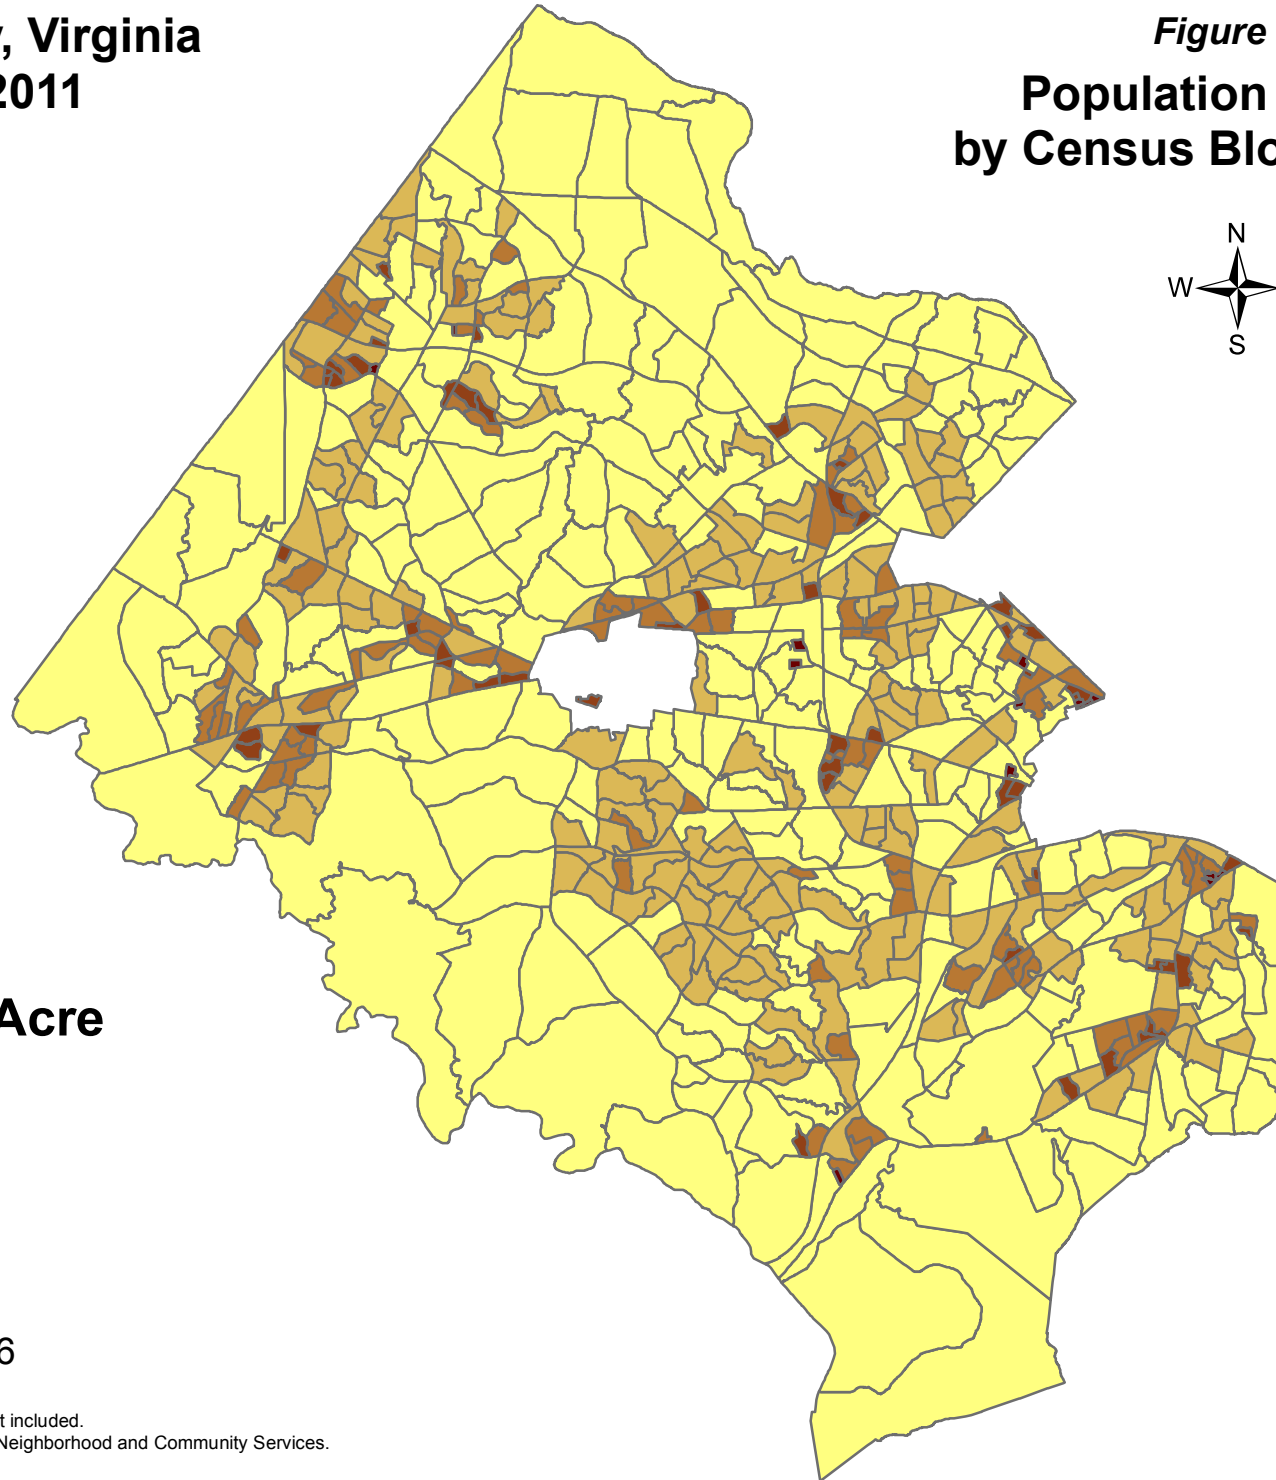 , Virginia
2011
Figure
Population
by Census Blo
N
W
S
Acre
6
t included.
Neighborhood and Community Services.